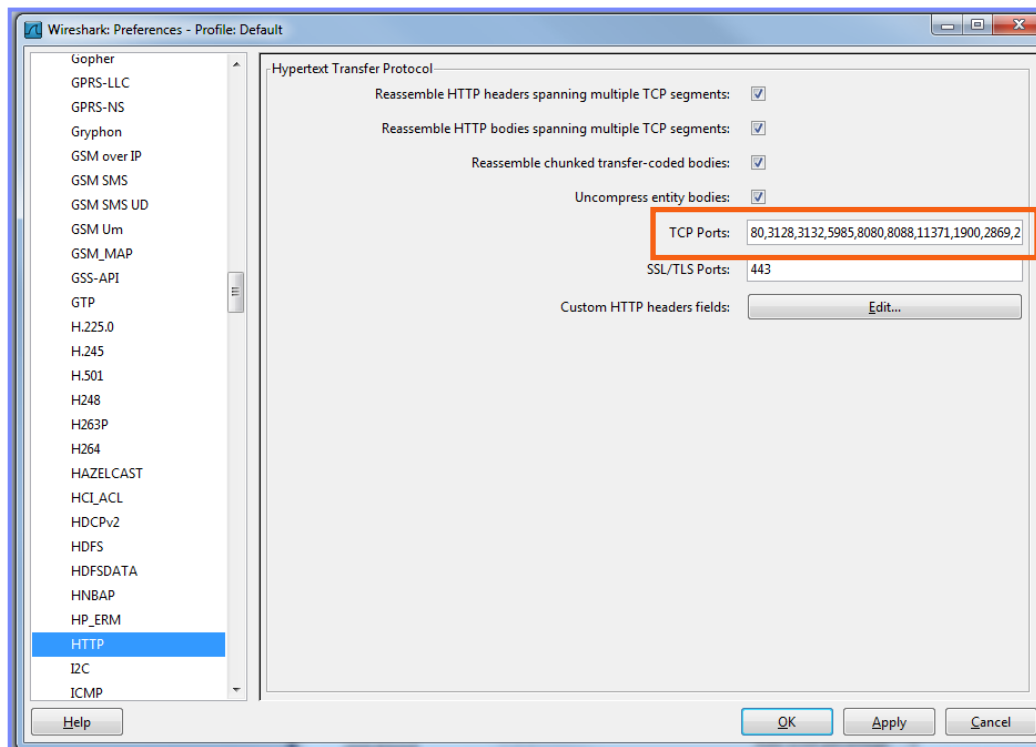 Wireshark: Preferences - Profile: Default
Gopher
GPRS-LLC
GPRS-NS
Gryphon
GSM over IP
GSM SMS
GSM SMS UD
GSM Um
GSM_MAP
GSS-API
GTP
H.225.0
H.245
H.501
H248
H263P
H264
HAZELCAST
HCI_ACL
HDCPv2
HDFS
HDFSDATA
HNBAP
HP_ERM
HTTP
I2C
ICMP
Hypertext Transfer Protocol
Reassemble HTTP headers spanning multiple TCP segments:
Reassemble HTTP bodies spanning multiple TCP segments:
Reassemble chunked transfer-coded bodies:
Uncompress entity bodies:
TCP Ports: 80,3128,3132,5985,8080,8088,11371,1900,2869,2
SSL/TLS Ports: 443
Custom HTTP headers fields: Edit...
Help OK Apply Cancel